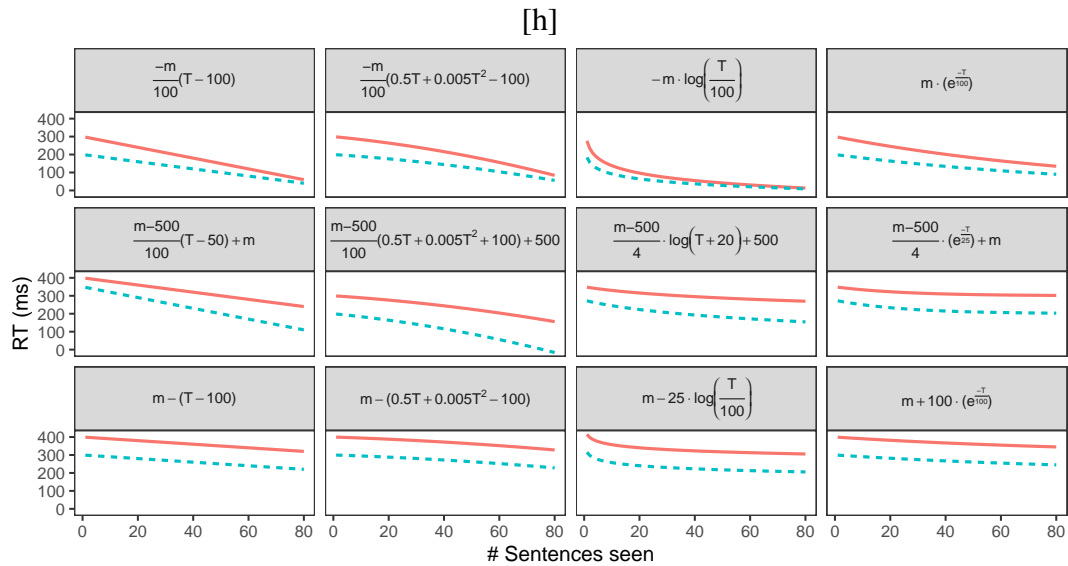 [h]
−m/100 (T − 100)
−m/100 (0.5T + 0.005T² − 100)
−m · log(T/100)
m · (e^(−T/100))
400
300
200
100
0
m−500/100 (T − 50) + m
m−500/100 (0.5T + 0.005T² + 100) + 500
m−500/4 · log(T + 20) + 500
m−500/4 · (e^(−T/25)) + m
400
300
200
100
0
RT (ms)
m − (T − 100)
m − (0.5T + 0.005T² − 100)
m − 25 · log(T/100)
m + 100 · (e^(−T/100))
400
300
200
100
0
0 20 40 60 80 0 20 40 60 80 0 20 40 60 80 0 20 40 60 80
# Sentences seen